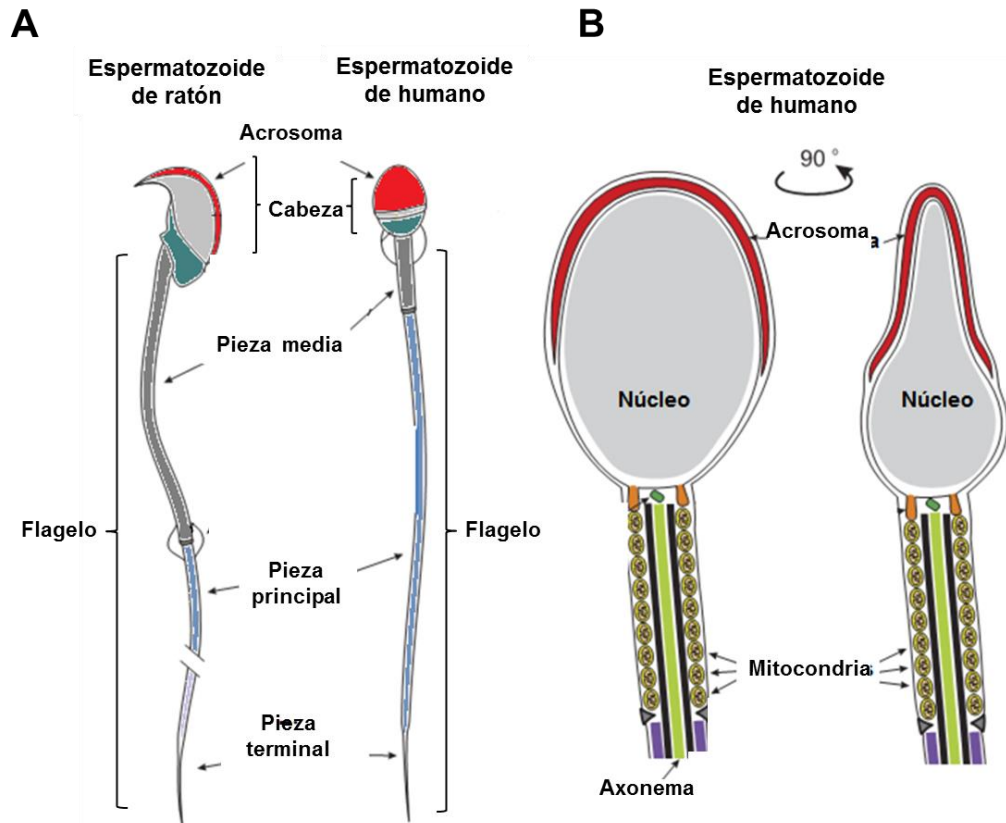 A
Espermatozoide
de ratón
Espermatozoide
de humano
Acrosoma
Cabeza
Pieza media
Flagelo
Flagelo
Pieza
principal
Pieza
terminal
B
Espermatozoide
de humano
90 °
Acrosoma
a
Núcleo
Núcleo
Mitocondria
Axonema